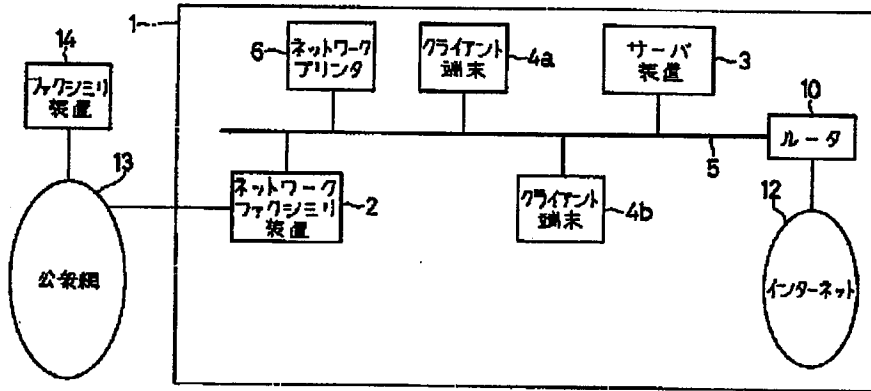 1
14
ファクシミリ
装置
6
ネットワーク
プリンタ
クライアント
端末
4a
サーバ
装置
3
10
ルータ
5
13
ネットワーク
ファクシミリ
装置
2
クライアント
端末
4b
12
公衆網
インターネット